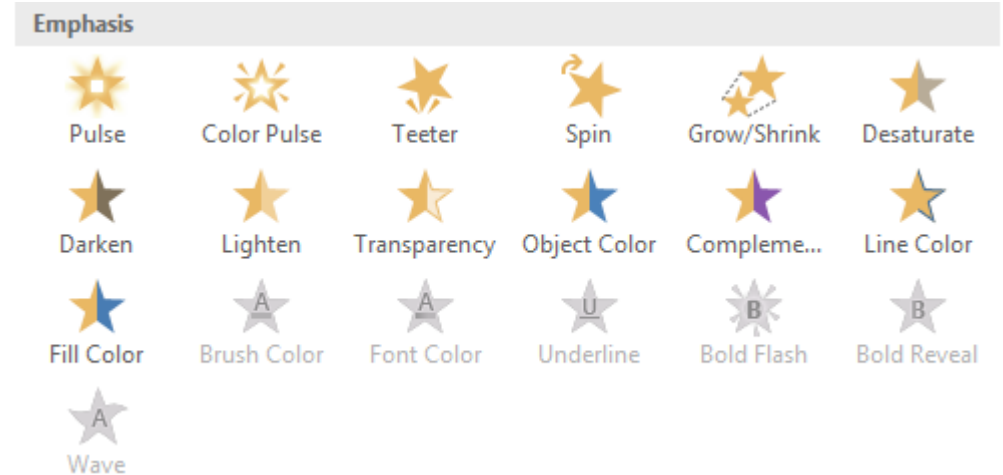 Emphasis
Pulse Color Pulse Teeter Spin Grow/Shrink Desaturate
Darken Lighten Transparency Object Color Compleme... Line Color
A A U B B
Fill Color Brush Color Font Color Underline Bold Flash Bold Reveal
A
Wave